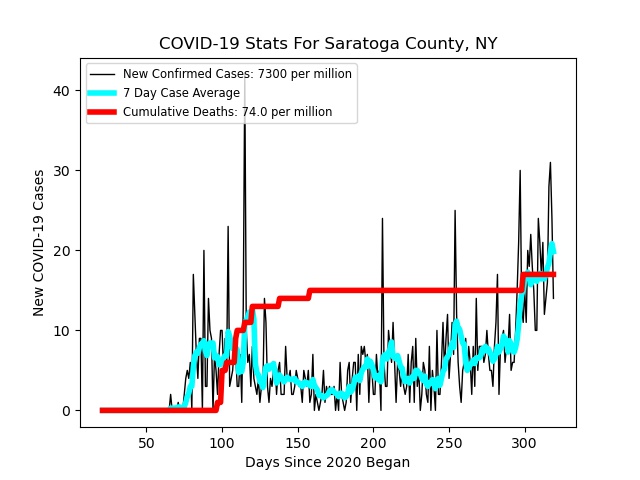 COVID-19 Stats For Saratoga County, NY
New Confirmed Cases: 7300 per million
7 Day Case Average
Cumulative Deaths: 74.0 per million
New COVID-19 Cases
40
30
20
10
0
50 100 150 200 250 300
Days Since 2020 Began